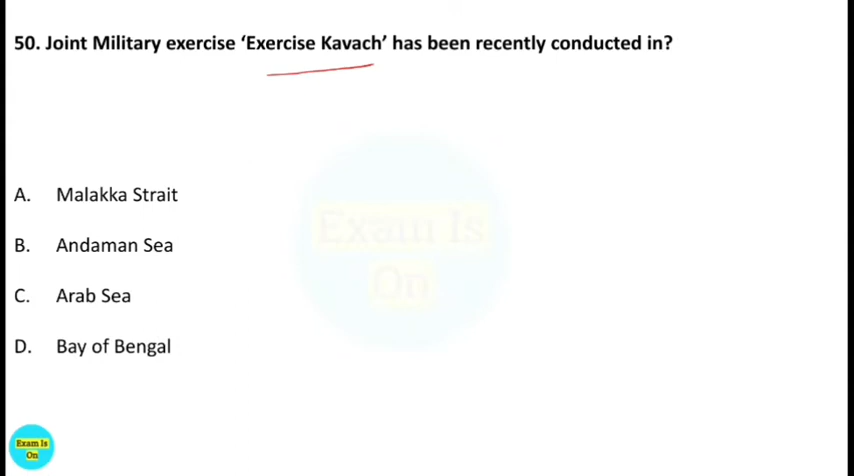 50. Joint Military exercise ‘Exercise Kavach’ has been recently conducted in?
A. Malakka Strait
B. Andaman Sea
C. Arab Sea
D. Bay of Bengal
Exam Is
On
Exam Is
On